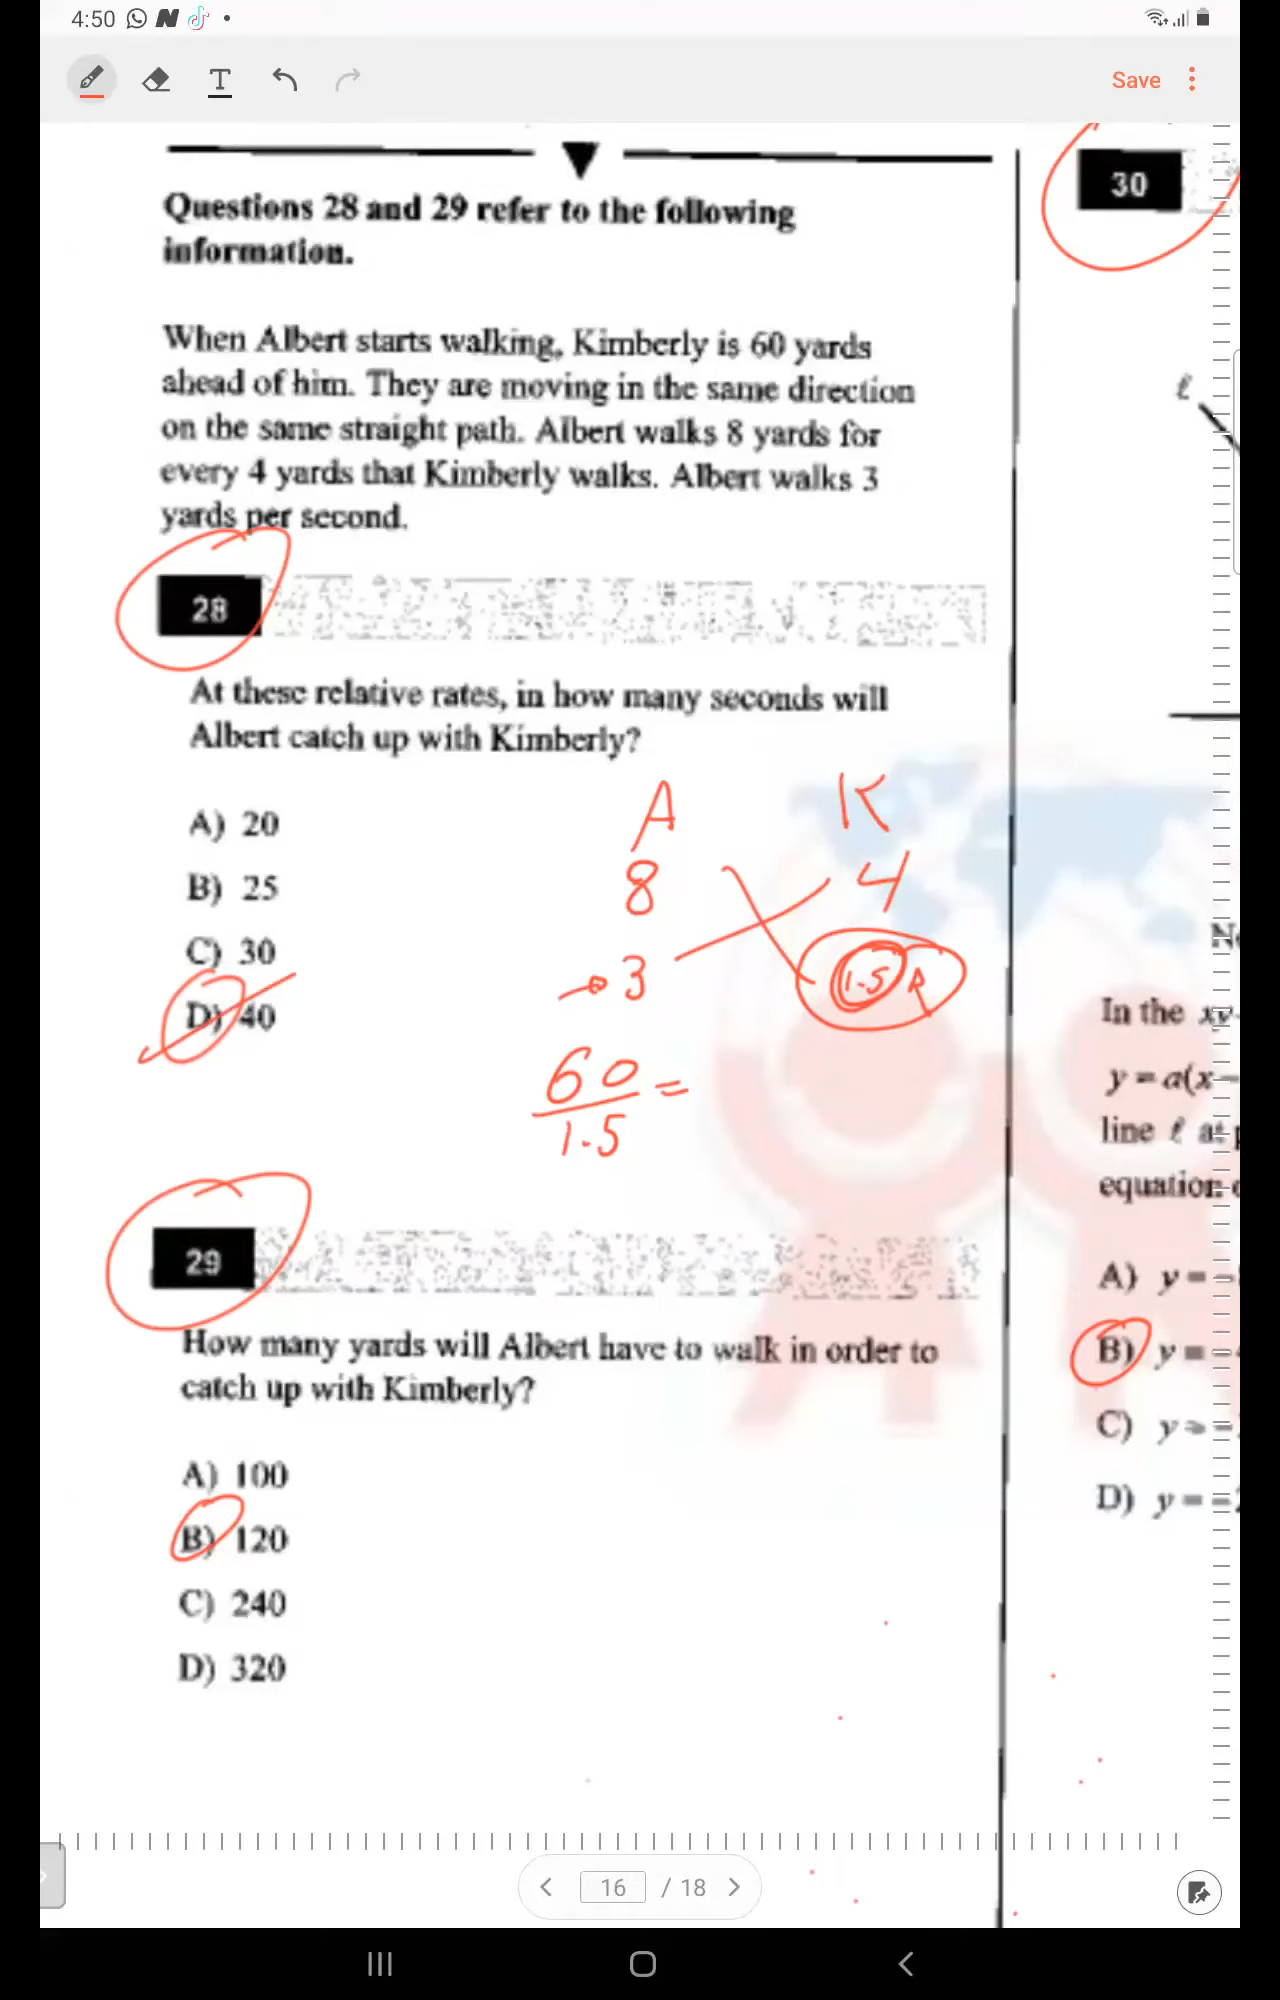 4:50
Save
Questions 28 and 29 refer to the following
information.
When Albert starts walking, Kimberly is 60 yards
ahead of him. They are moving in the same direction
on the same straight path. Albert walks 8 yards for
every 4 yards that Kimberly walks. Albert walks 3
yards per second.
28
At these relative rates, in how many seconds will
Albert catch up with Kimberly?
A) 20
B) 25
C) 30
D) 40
A K
8 4
3 1.5
60
1.5
=
29
How many yards will Albert have to walk in order to
catch up with Kimberly?
A) 100
B) 120
C) 240
D) 320
30
ℓ
In the xy-
y = a(x -
line ℓ at
equation
A) y = -
B) y = -
C) y = -
D) y = -
16 / 18